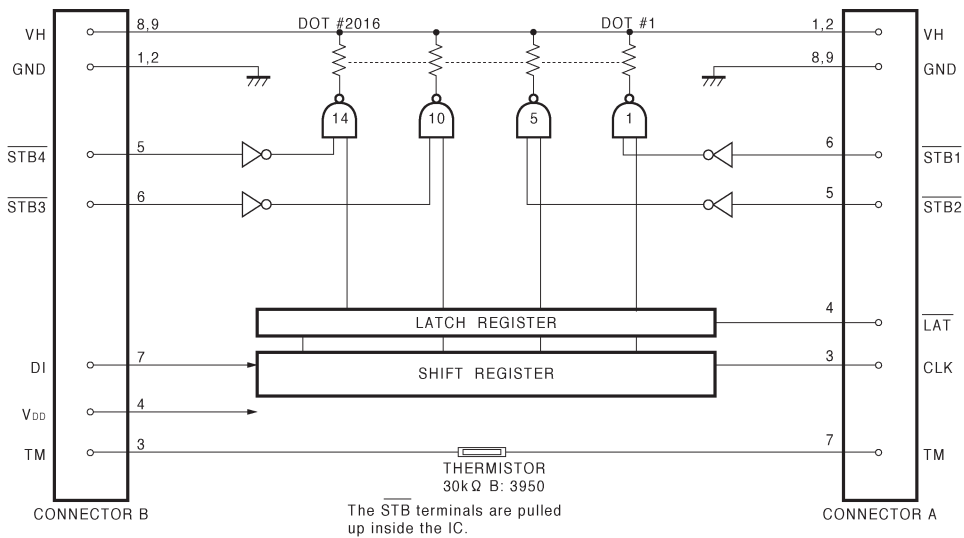 8,9 DOT #2016 DOT #1 1,2
VH VH
1,2 8,9
GND GND
14 10 5 1
5 6
STB4 STB1
6 5
STB3 STB2
4
LATCH REGISTER LAT
7 3
DI SHIFT REGISTER CLK
4
VDD
3 7
TM TM
THERMISTOR
30kΩ B: 3950
The STB terminals are pulled
up inside the IC.
CONNECTOR B CONNECTOR A